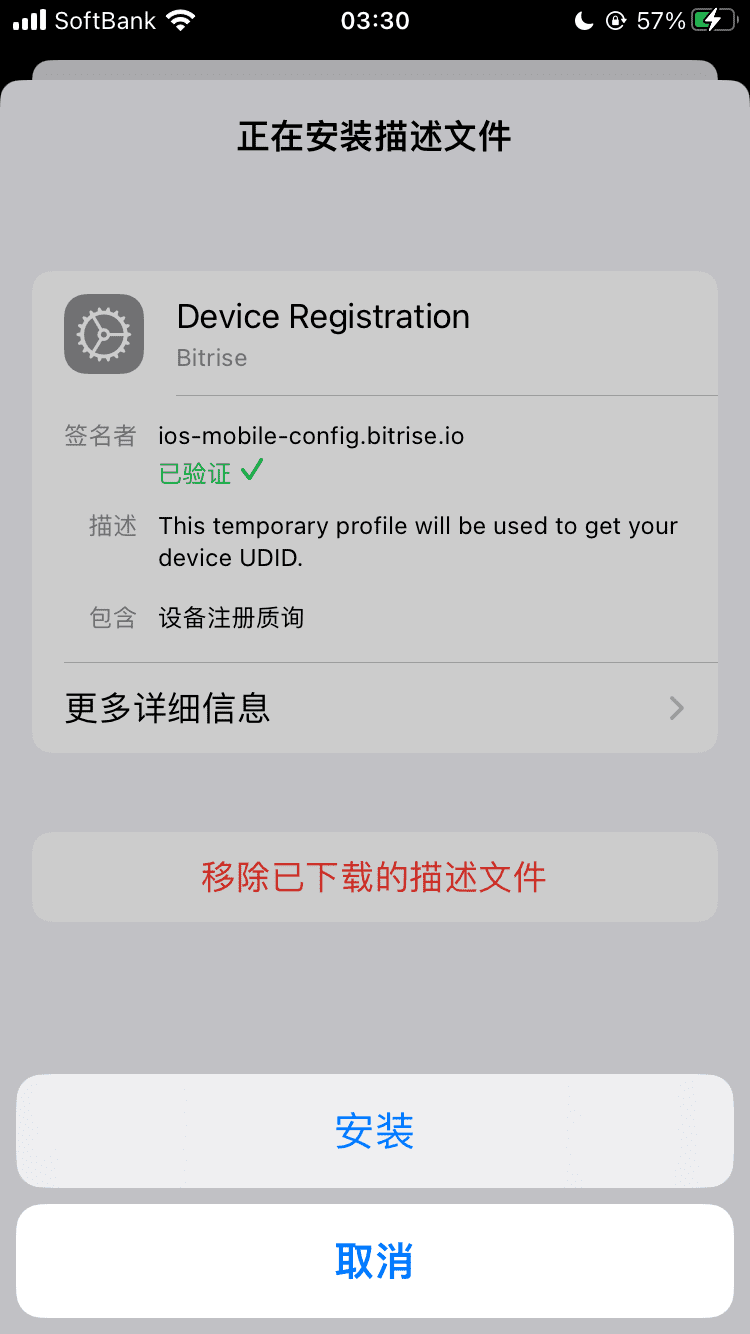 SoftBank 03:30 57%
正在安装描述文件
Device Registration
Bitrise
签名者 ios-mobile-config.bitrise.io
已验证
描述 This temporary profile will be used to get your
device UDID.
包含 设备注册质询
更多详细信息
移除已下载的描述文件
安装
取消